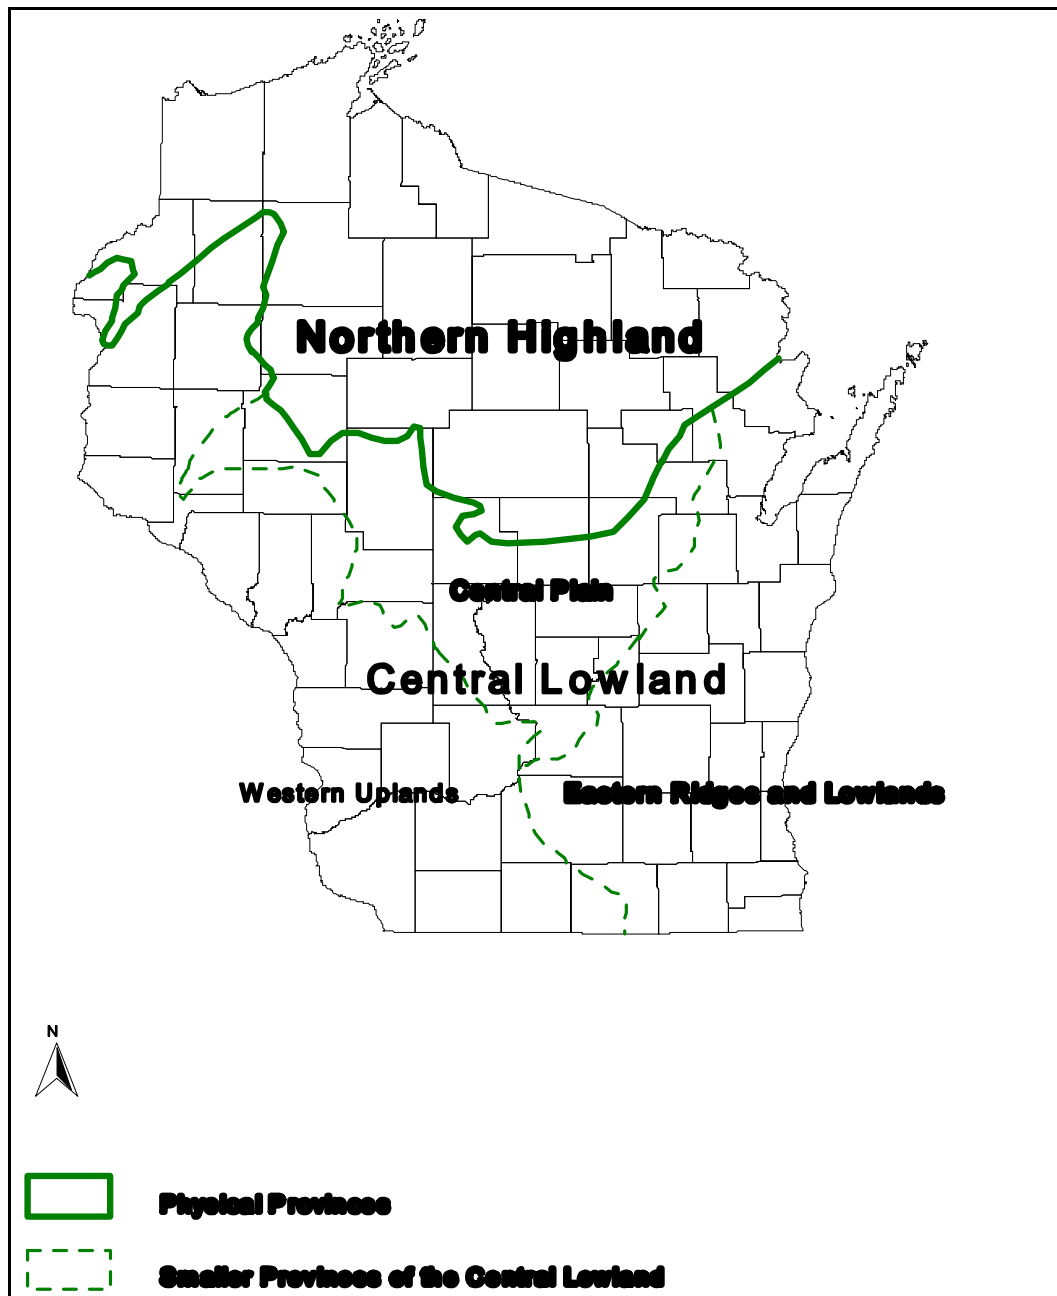 Northern Highland
Central Plain
Central Lowland
Western Uplands
Eastern Ridges and Lowlands
N
Physical Provinces
Smaller Provinces of the Central Lowland